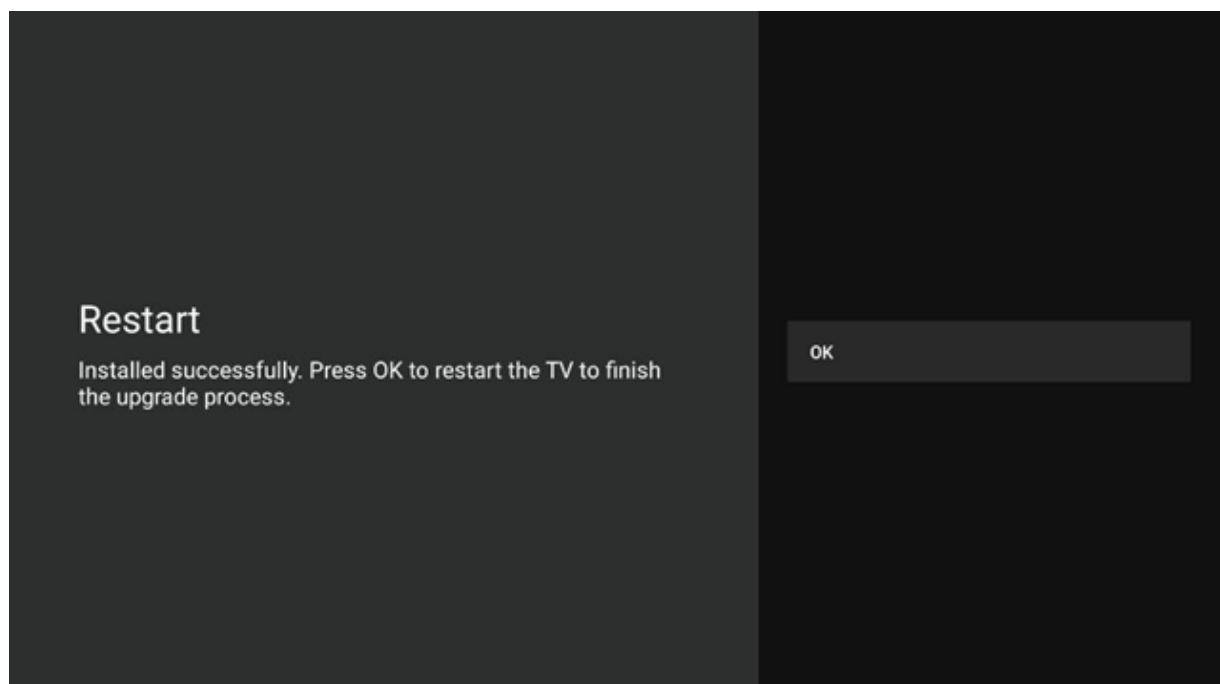 Restart
Installed successfully. Press OK to restart the TV to finish
the upgrade process.
OK